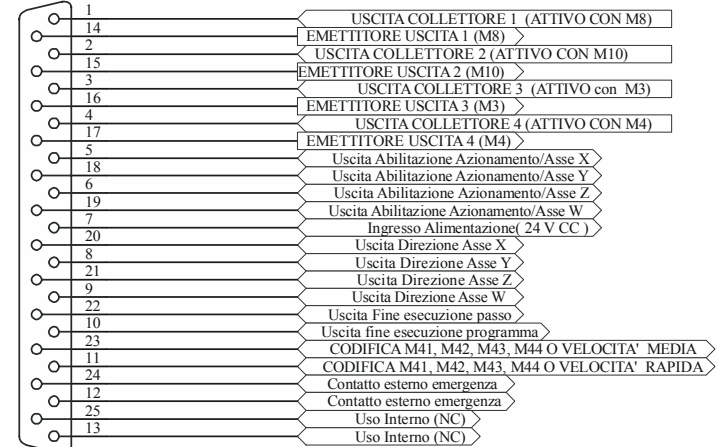 1 USCITA COLLETTORE 1 (ATTIVO CON M8)
14 EMETTITORE USCITA 1 (M8)
2 USCITA COLLETTORE 2 (ATTIVO CON M10)
15 EMETTITORE USCITA 2 (M10)
3 USCITA COLLETTORE 3 (ATTIVO con M3)
16 EMETTITORE USCITA 3 (M3)
4 USCITA COLLETTORE 4 (ATTIVO CON M4)
17 EMETTITORE USCITA 4 (M4)
5 Uscita Abilitazione Azionamento/Asse X
18 Uscita Abilitazione Azionamento/Asse Y
6 Uscita Abilitazione Azionamento/Asse Z
19 Uscita Abilitazione Azionamento/Asse W
7 Ingresso Alimentazione( 24 V CC )
20 Uscita Direzione Asse X
8 Uscita Direzione Asse Y
21 Uscita Direzione Asse Z
9 Uscita Direzione Asse W
22 Uscita Fine esecuzione passo
10 Uscita fine esecuzione programma
23 CODIFICA M41, M42, M43, M44 O VELOCITA' MEDIA
11 CODIFICA M41, M42, M43, M44 O VELOCITA' RAPIDA
24 Contatto esterno emergenza
12 Contatto esterno emergenza
25 Uso Interno (NC)
13 Uso Interno (NC)